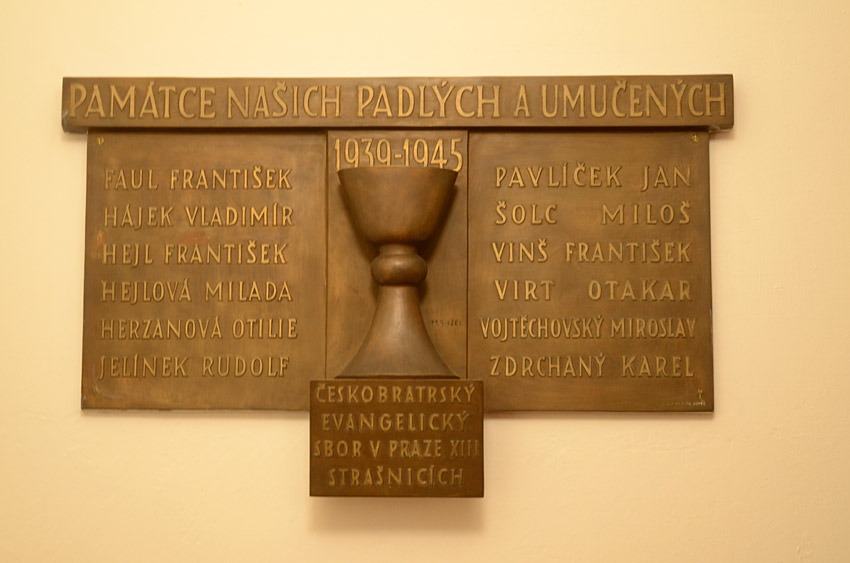 PAMÁTCE NAŠICH PADLÝCH A UMUČENÝCH
1939-1945
FAUL FRANTIŠEK
HÁJEK VLADIMÍR
HEJL FRANTIŠEK
HEJLOVÁ MILADA
HERZANOVÁ OTILIE
JELÍNEK RUDOLF
PAVLÍČEK JAN
ŠOLC MILOŠ
VINŠ FRANTIŠEK
VIRT OTAKAR
VOJTĚCHOVSKÝ MIROSLAV
ZDRCHANÝ KAREL
ČESKOBRATRSKÝ
EVANGELICKÝ
SBOR V PRAZE XIII
STRAŠNICÍCH